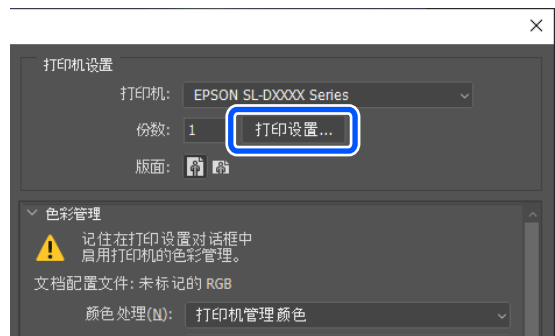 打印机设置
打印机: EPSON SL-DXXXX Series
份数: 1 打印设置...
版面:
色彩管理
记住在打印设置对话框中
启用打印机的色彩管理。
文档配置文件: 未标记的 RGB
颜色处理(N): 打印机管理颜色